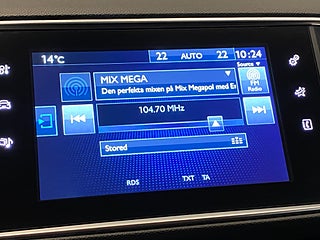 14°C
22 AUTO 22
10:24
Source
MIX MEGA
Den perfekta mixen på Mix Megapol med Er
FM
Radio
104.70 MHz
Stored
RDS TXT TA